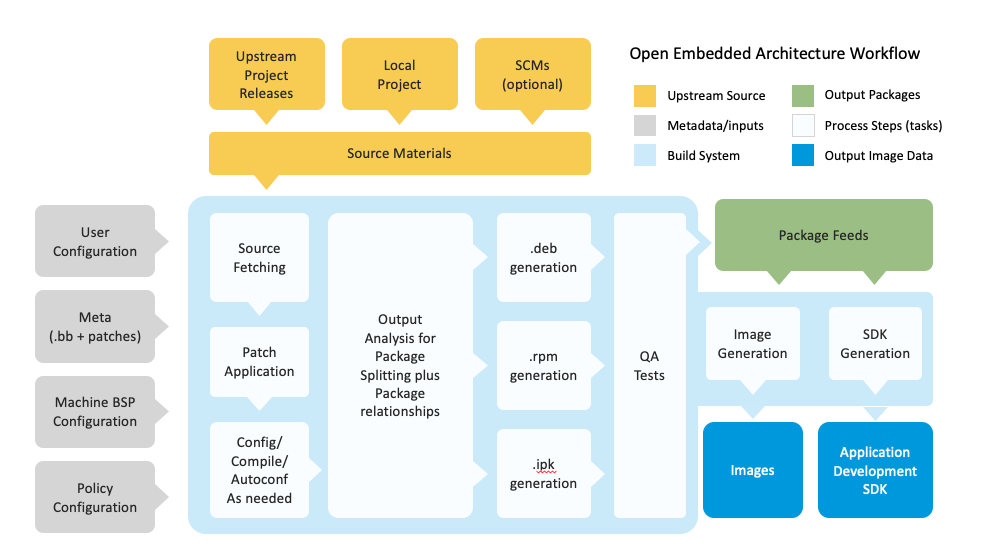 Upstream
Project
Releases
Local
Project
SCMs
(optional)
Open Embedded Architecture Workflow
Upstream Source
Output Packages
Metadata/inputs
Process Steps (tasks)
Build System
Output Image Data
Source Materials
User
Configuration
Meta
(.bb + patches)
Machine BSP
Configuration
Policy
Configuration
Source
Fetching
Patch
Application
Config/
Compile/
Autoconf
As needed
Output
Analysis for
Package
Splitting plus
Package
relationships
.deb
generation
.rpm
generation
.ipk
generation
QA
Tests
Package Feeds
Image
Generation
SDK
Generation
Images
Application
Development
SDK